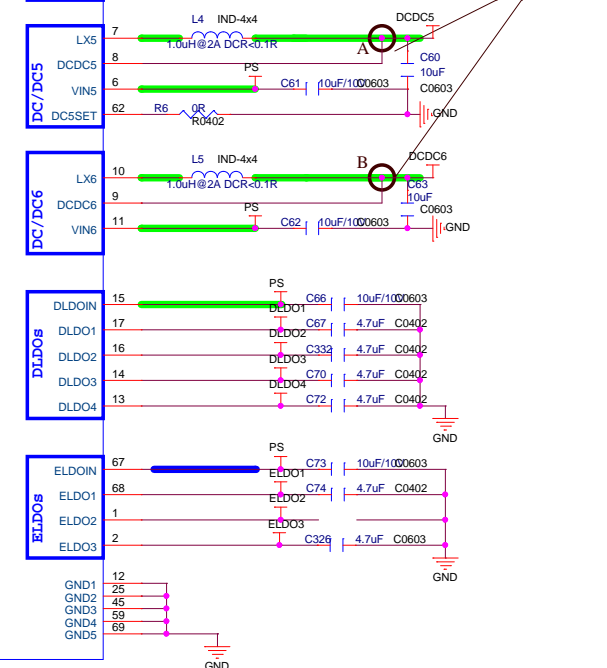 L4 IND-4x4 DCDC5
7
LX5
1.0uH@2A DCR<0.1R A
8
DCDC5 C60
PS 10uF
6
VIN5 C61 10uF/10V C0603 C0603
DC/DC5
62 R6 0R
DC5SET GND
R0402
L5 IND-4x4 B DCDC6
10
LX6
1.0uH@2A DCR<0.1R C63
9 10uF
DCDC6
PS C0603
11
VIN6 C62 10uF/10V C0603 GND
DC/DC6
PS
15 C66 10uF/10V C0603
DLDOIN
DLDO1
17 C67 4.7uF C0402
DLDO1
DLDO2
16 C332 4.7uF C0402
DLDO2
DLDO3
14 C70 4.7uF C0402
DLDO3
DLDO4
13 C72 4.7uF C0402
DLDO4
DLDOs
GND
PS
67 C73 10uF/10V C0603
ELDOIN
ELDO1
68 C74 4.7uF C0402
ELDO1
ELDO2
1
ELDO2
ELDO3
2 C326 4.7uF C0603
ELDO3
ELDOs
GND
12
GND1
25
GND2
45
GND3
59
GND4
69
GND5
GND